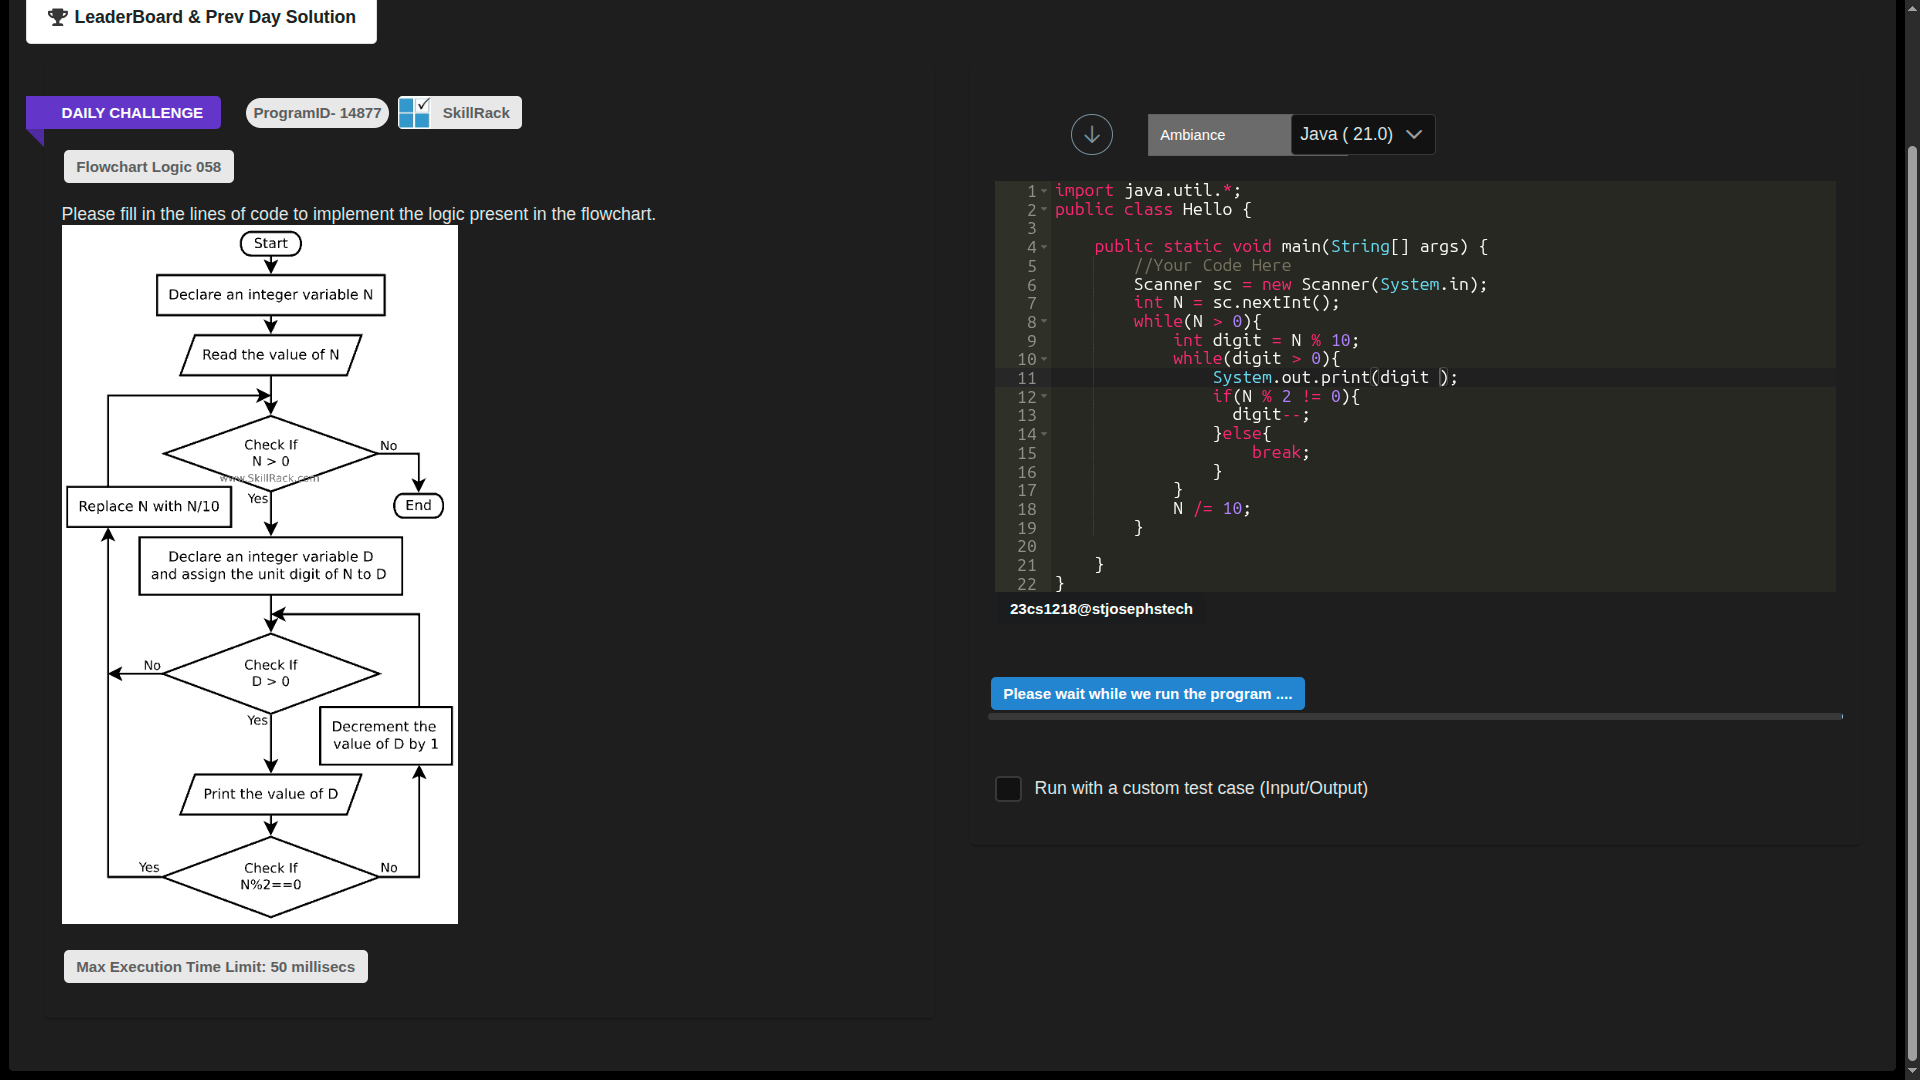 LeaderBoard & Prev Day Solution
DAILY CHALLENGE
ProgramID- 14877
SkillRack
Flowchart Logic 058
Please fill in the lines of code to implement the logic present in the flowchart.
Start
Declare an integer variable N
Read the value of N
Check If
N > 0
No
www.SkillRack.com
Yes
Replace N with N/10
End
Declare an integer variable D
and assign the unit digit of N to D
Check If
D > 0
No
Yes
Decrement the
value of D by 1
Print the value of D
Check If
N%2==0
Yes
No
Max Execution Time Limit: 50 millisecs
Ambiance
Java ( 21.0)
1 import java.util.*;
2 public class Hello {
3
4 public static void main(String[] args) {
5 //Your Code Here
6 Scanner sc = new Scanner(System.in);
7 int N = sc.nextInt();
8 while(N > 0){
9 int digit = N % 10;
10 while(digit > 0){
11 System.out.print(digit );
12 if(N % 2 != 0){
13 digit--;
14 }else{
15 break;
16 }
17 }
18 N /= 10;
19 }
20
21 }
22 }
23cs1218@stjosephstech
Please wait while we run the program ....
Run with a custom test case (Input/Output)